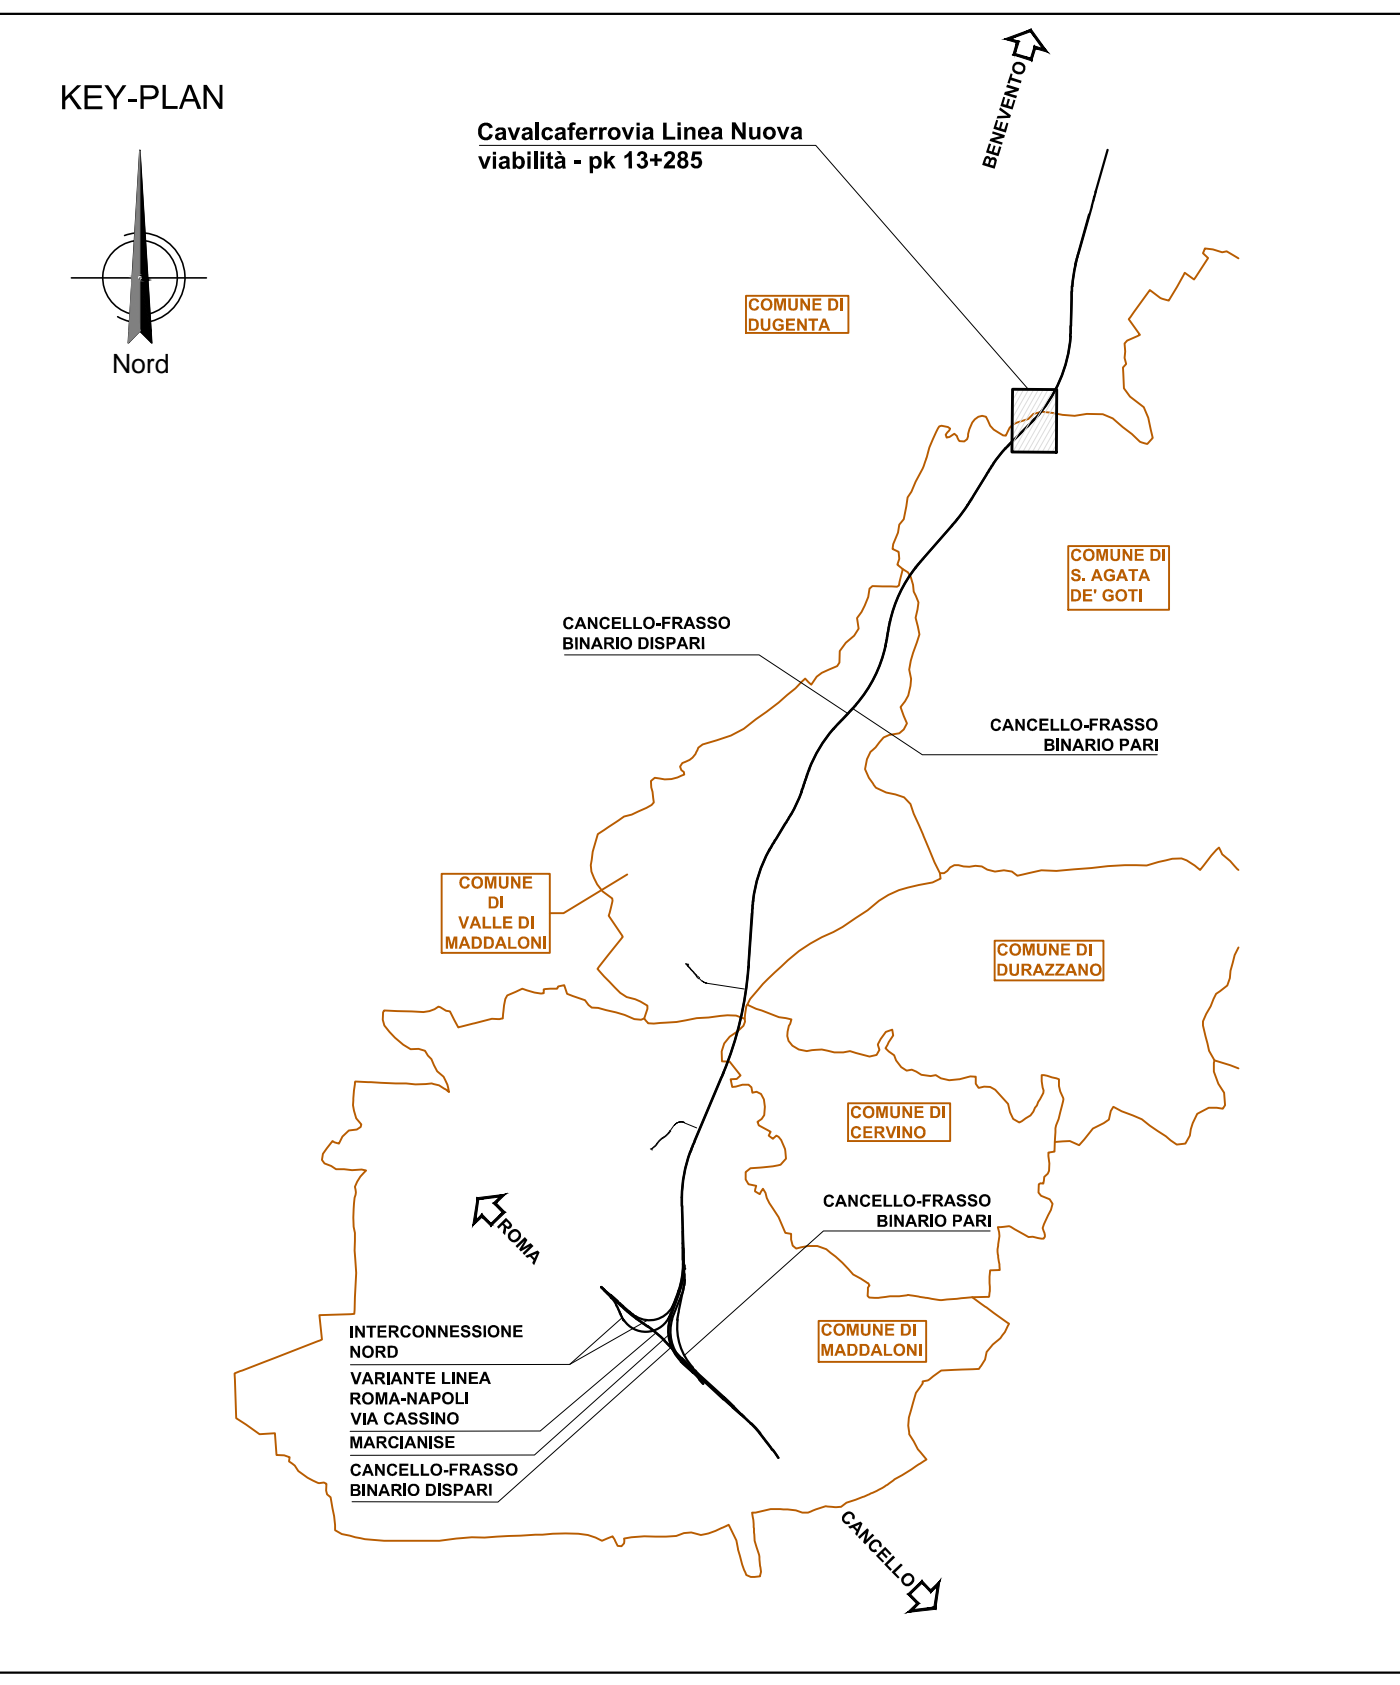 KEY-PLAN
Nord
Cavalcaferrovia Linea Nuova
viabilità - pk 13+285
BENEVENTO
COMUNE DI
DUGENTA
COMUNE DI
S. AGATA
DE' GOTI
CANCELLO-FRASSO
BINARIO DISPARI
CANCELLO-FRASSO
BINARIO PARI
COMUNE
DI
VALLE DI
MADDALONI
COMUNE DI
DURAZZANO
COMUNE DI
CERVINO
CANCELLO-FRASSO
BINARIO PARI
ROMA
INTERCONNESSIONE
NORD
VARIANTE LINEA
ROMA-NAPOLI
VIA CASSINO
MARCIANISE
CANCELLO-FRASSO
BINARIO DISPARI
COMUNE DI
MADDALONI
CANCELLO